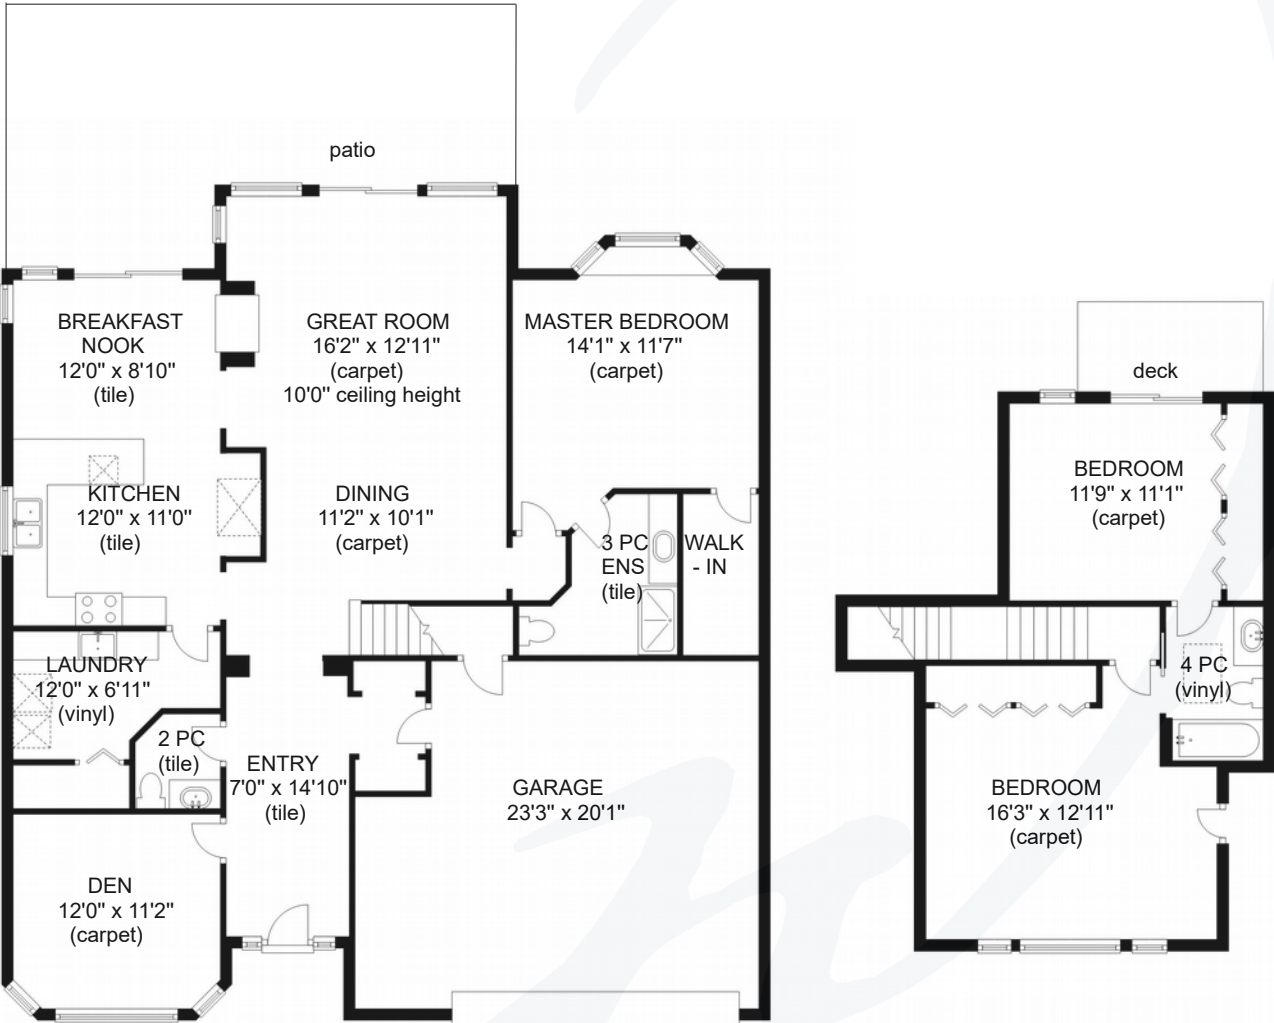 patio
BREAKFAST
NOOK
12'0" x 8'10"
(tile)
GREAT ROOM
16'2" x 12'11"
(carpet)
10'0" ceiling height
MASTER BEDROOM
14'1" x 11'7"
(carpet)
KITCHEN
12'0" x 11'0"
(tile)
DINING
11'2" x 10'1"
(carpet)
3 PC
ENS
(tile)
WALK
- IN
LAUNDRY
12'0" x 6'11"
(vinyl)
2 PC
(tile)
ENTRY
7'0" x 14'10"
(tile)
GARAGE
23'3" x 20'1"
DEN
12'0" x 11'2"
(carpet)
deck
BEDROOM
11'9" x 11'1"
(carpet)
4 PC
(vinyl)
BEDROOM
16'3" x 12'11"
(carpet)